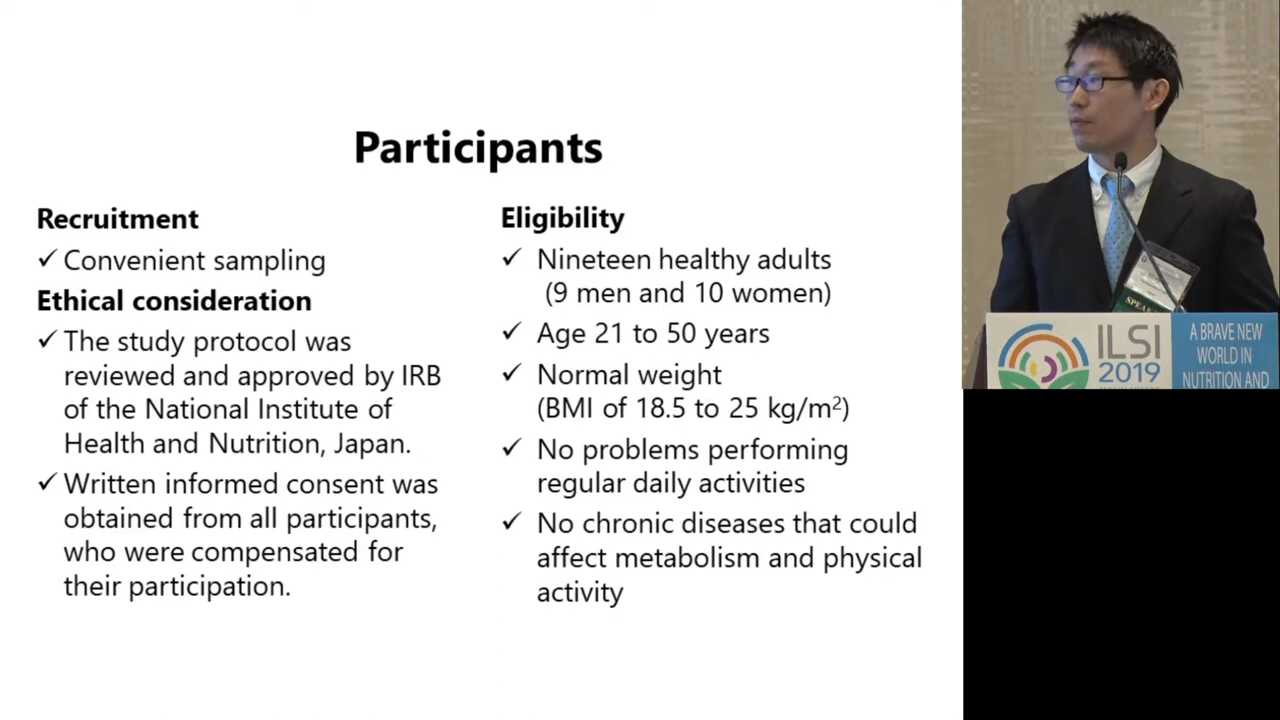 Participants
Recruitment
✓ Convenient sampling
Ethical consideration
✓ The study protocol was
reviewed and approved by IRB
of the National Institute of
Health and Nutrition, Japan.
✓ Written informed consent was
obtained from all participants,
who were compensated for
their participation.
Eligibility
✓ Nineteen healthy adults
(9 men and 10 women)
✓ Age 21 to 50 years
✓ Normal weight
(BMI of 18.5 to 25 kg/m²)
✓ No problems performing
regular daily activities
✓ No chronic diseases that could
affect metabolism and physical
activity
ILSI
2019
A BRAVE NEW
WORLD IN
NUTRITION AND